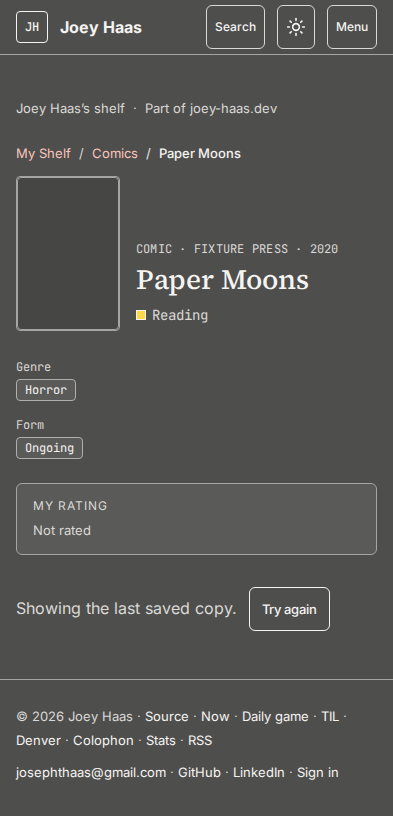 JH Joey Haas Search Menu
Joey Haas's shelf · Part of joey-haas.dev
My Shelf / Comics / Paper Moons
COMIC · FIXTURE PRESS · 2020
Paper Moons
Reading
Genre
Horror
Form
Ongoing
MY RATING
Not rated
Showing the last saved copy. Try again
© 2026 Joey Haas · Source · Now · Daily game · TIL ·
Denver · Colophon · Stats · RSS
josephthaas@gmail.com · GitHub · LinkedIn · Sign in